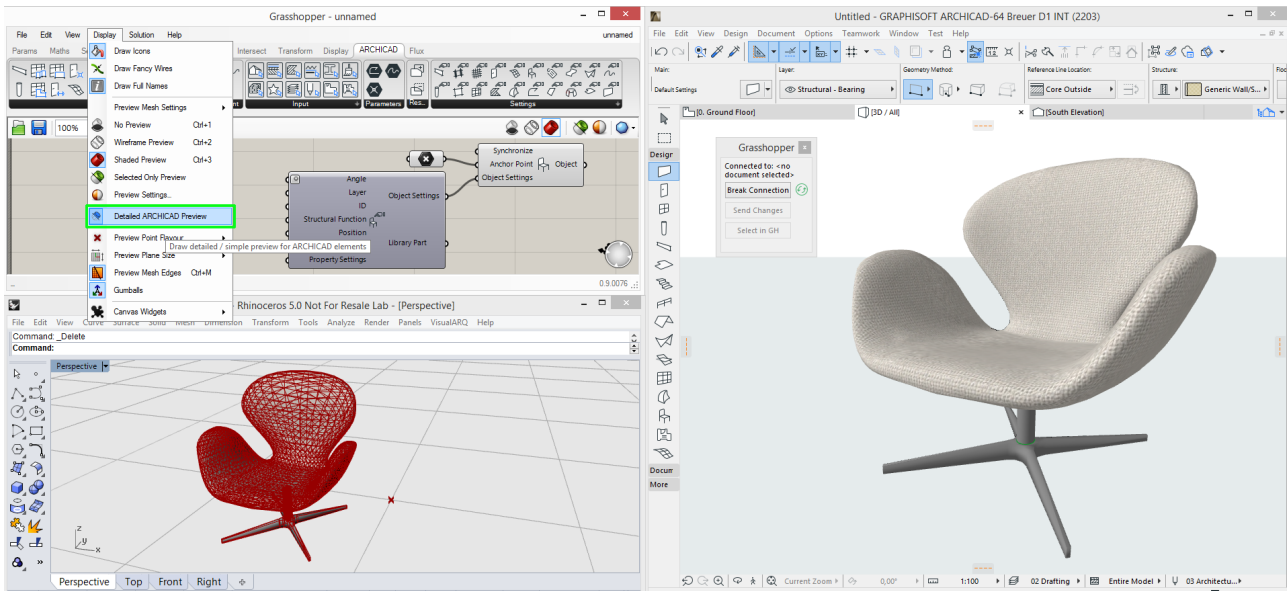 Grasshopper - unnamed
File Edit View Display Solution Help unnamed
Params Maths Intersect Transform Display ARCHICAD Flux
Input Parameters Res... Settings
100%
Draw Icons
Draw Fancy Wires
Draw Full Names
Preview Mesh Settings
No Preview Ctrl+1
Wireframe Preview Ctrl+2
Shaded Preview Ctrl+3
Selected Only Preview
Preview Settings...
Detailed ARCHICAD Preview
Preview Point Flavour
Draw detailed / simple preview for ARCHICAD elements
Preview Plane Size
Preview Mesh Edges Ctrl+M
Gumballs
Canvas Widgets
Angle
Layer
ID
Structural Function
Position
Property Settings
Object Settings
Library Part
Synchronize
Anchor Point
Object Settings
Object
0.9.0076
- Rhinoceros 5.0 Not For Resale Lab - [Perspective]
File Edit View Curve Surface Solid Mesh Dimension Transform Tools Analyze Render Panels VisualARQ Help
Command: _Delete
Command:
Perspective
z
y
x
Perspective Top Front Right
Untitled - GRAPHISOFT ARCHICAD-64 Breuer D1 INT (2203)
File Edit View Design Document Options Teamwork Window Test Help
Main: Layer: Geometry Method: Reference Line Location: Structure: Floo
Default Settings Structural - Bearing Core Outside Generic Wall/S...
[0. Ground Floor] [3D / All] [South Elevation]
Design
Grasshopper
Connected to: <no
document selected>
Break Connection
Send Changes
Select in GH
Docum
More
Current Zoom 0,00° 1:100 02 Drafting Entire Model 03 Architectu...